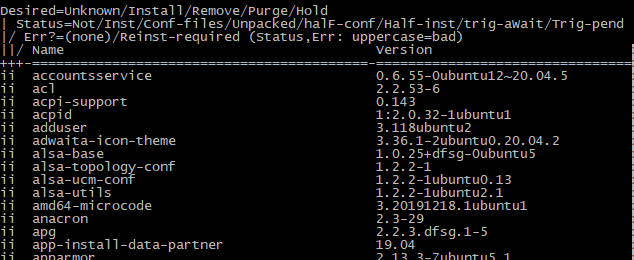 Desired=Unknown/Install/Remove/Purge/Hold
| Status=Not/Inst/Conf-files/Unpacked/halF-conf/Half-inst/trig-aWait/Trig-pend
|/ Err?=(none)/Reinst-required (Status,Err: uppercase=bad)
||/ Name Version
+++-=========================================-=================================
ii accountsservice 0.6.55-0ubuntu12~20.04.5
ii acl 2.2.53-6
ii acpi-support 0.143
ii acpid 1:2.0.32-1ubuntu1
ii adduser 3.118ubuntu2
ii adwaita-icon-theme 3.36.1-2ubuntu0.20.04.2
ii alsa-base 1.0.25+dfsg-0ubuntu5
ii alsa-topology-conf 1.2.2-1
ii alsa-ucm-conf 1.2.2-1ubuntu0.13
ii alsa-utils 1.2.2-1ubuntu2.1
ii amd64-microcode 3.20191218.1ubuntu1
ii anacron 2.3-29
ii apg 2.2.3.dfsg.1-5
ii app-install-data-partner 19.04
ii apparmor 2.13.3-7ubuntu5.1